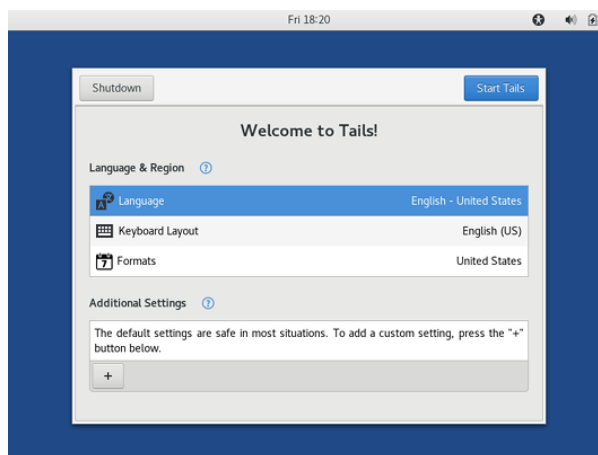 Fri 18:20
Shutdown
Start Tails
Welcome to Tails!
Language & Region ?
Language English - United States
Keyboard Layout English (US)
7 Formats United States
Additional Settings ?
The default settings are safe in most situations. To add a custom setting, press the "+"
button below.
+